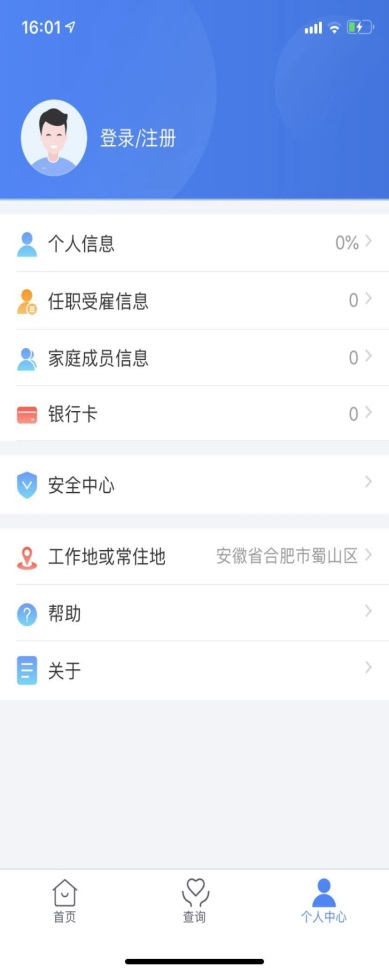 16:01
登录/注册
个人信息 0%
任职受雇信息 0
家庭成员信息 0
银行卡 0
安全中心
工作地或常住地 安徽省合肥市蜀山区
帮助
关于
首页 查询 个人中心